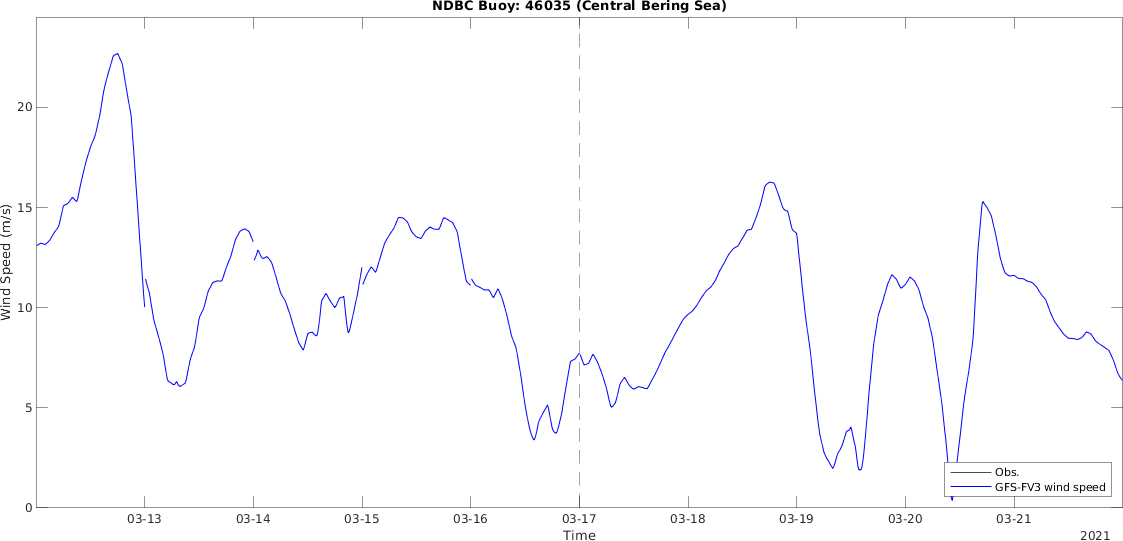 NDBC Buoy: 46035 (Central Bering Sea)
Wind Speed (m/s)
20
15
10
5
0
03-13 03-14 03-15 03-16 03-17 03-18 03-19 03-20 03-21
Time
2021
Obs.
GFS-FV3 wind speed